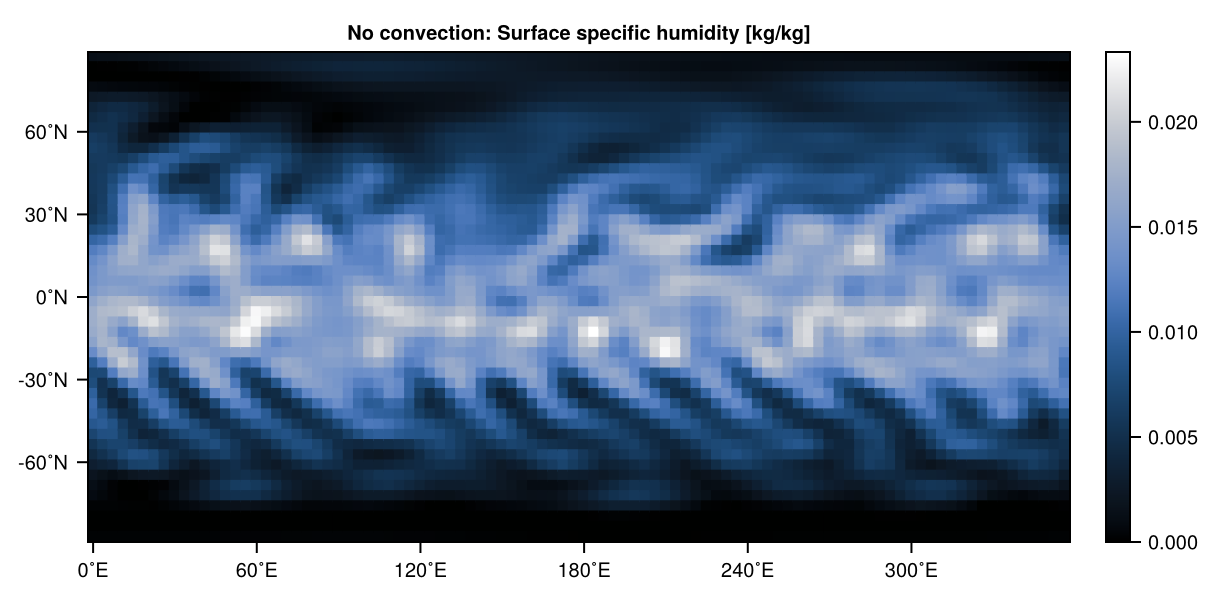 No convection: Surface specific humidity [kg/kg]
60˚N
30˚N
0˚N
-30˚N
-60˚N
0˚E
60˚E
120˚E
180˚E
240˚E
300˚E
0.020
0.015
0.010
0.005
0.000